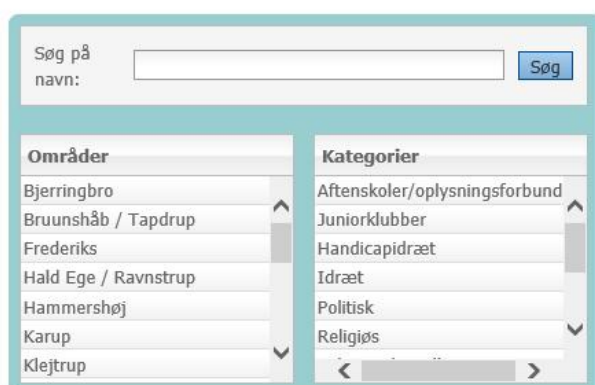 Søg på
navn:
Søg
Områder
Bjerringbro
Bruunshåb / Tapdrup
Frederiks
Hald Ege / Ravnstrup
Hammershøj
Karup
Klejtrup
Kategorier
Aftenskoler/oplysningsforbund
Juniorklubber
Handicapidræt
Idræt
Politisk
Religiøs